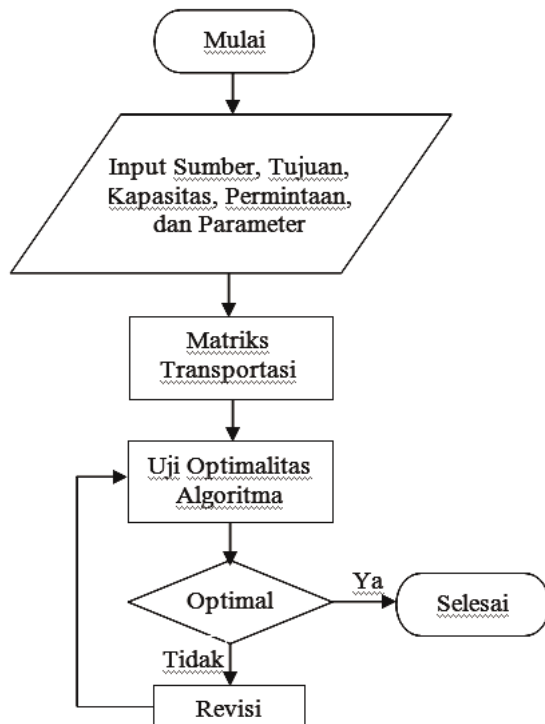 Mulai
Input Sumber, Tujuan,
Kapasitas, Permintaan,
dan Parameter
Matriks
Transportasi
Uji Optimalitas
Algoritma
Optimal
Ya
Selesai
Tidak
Revisi